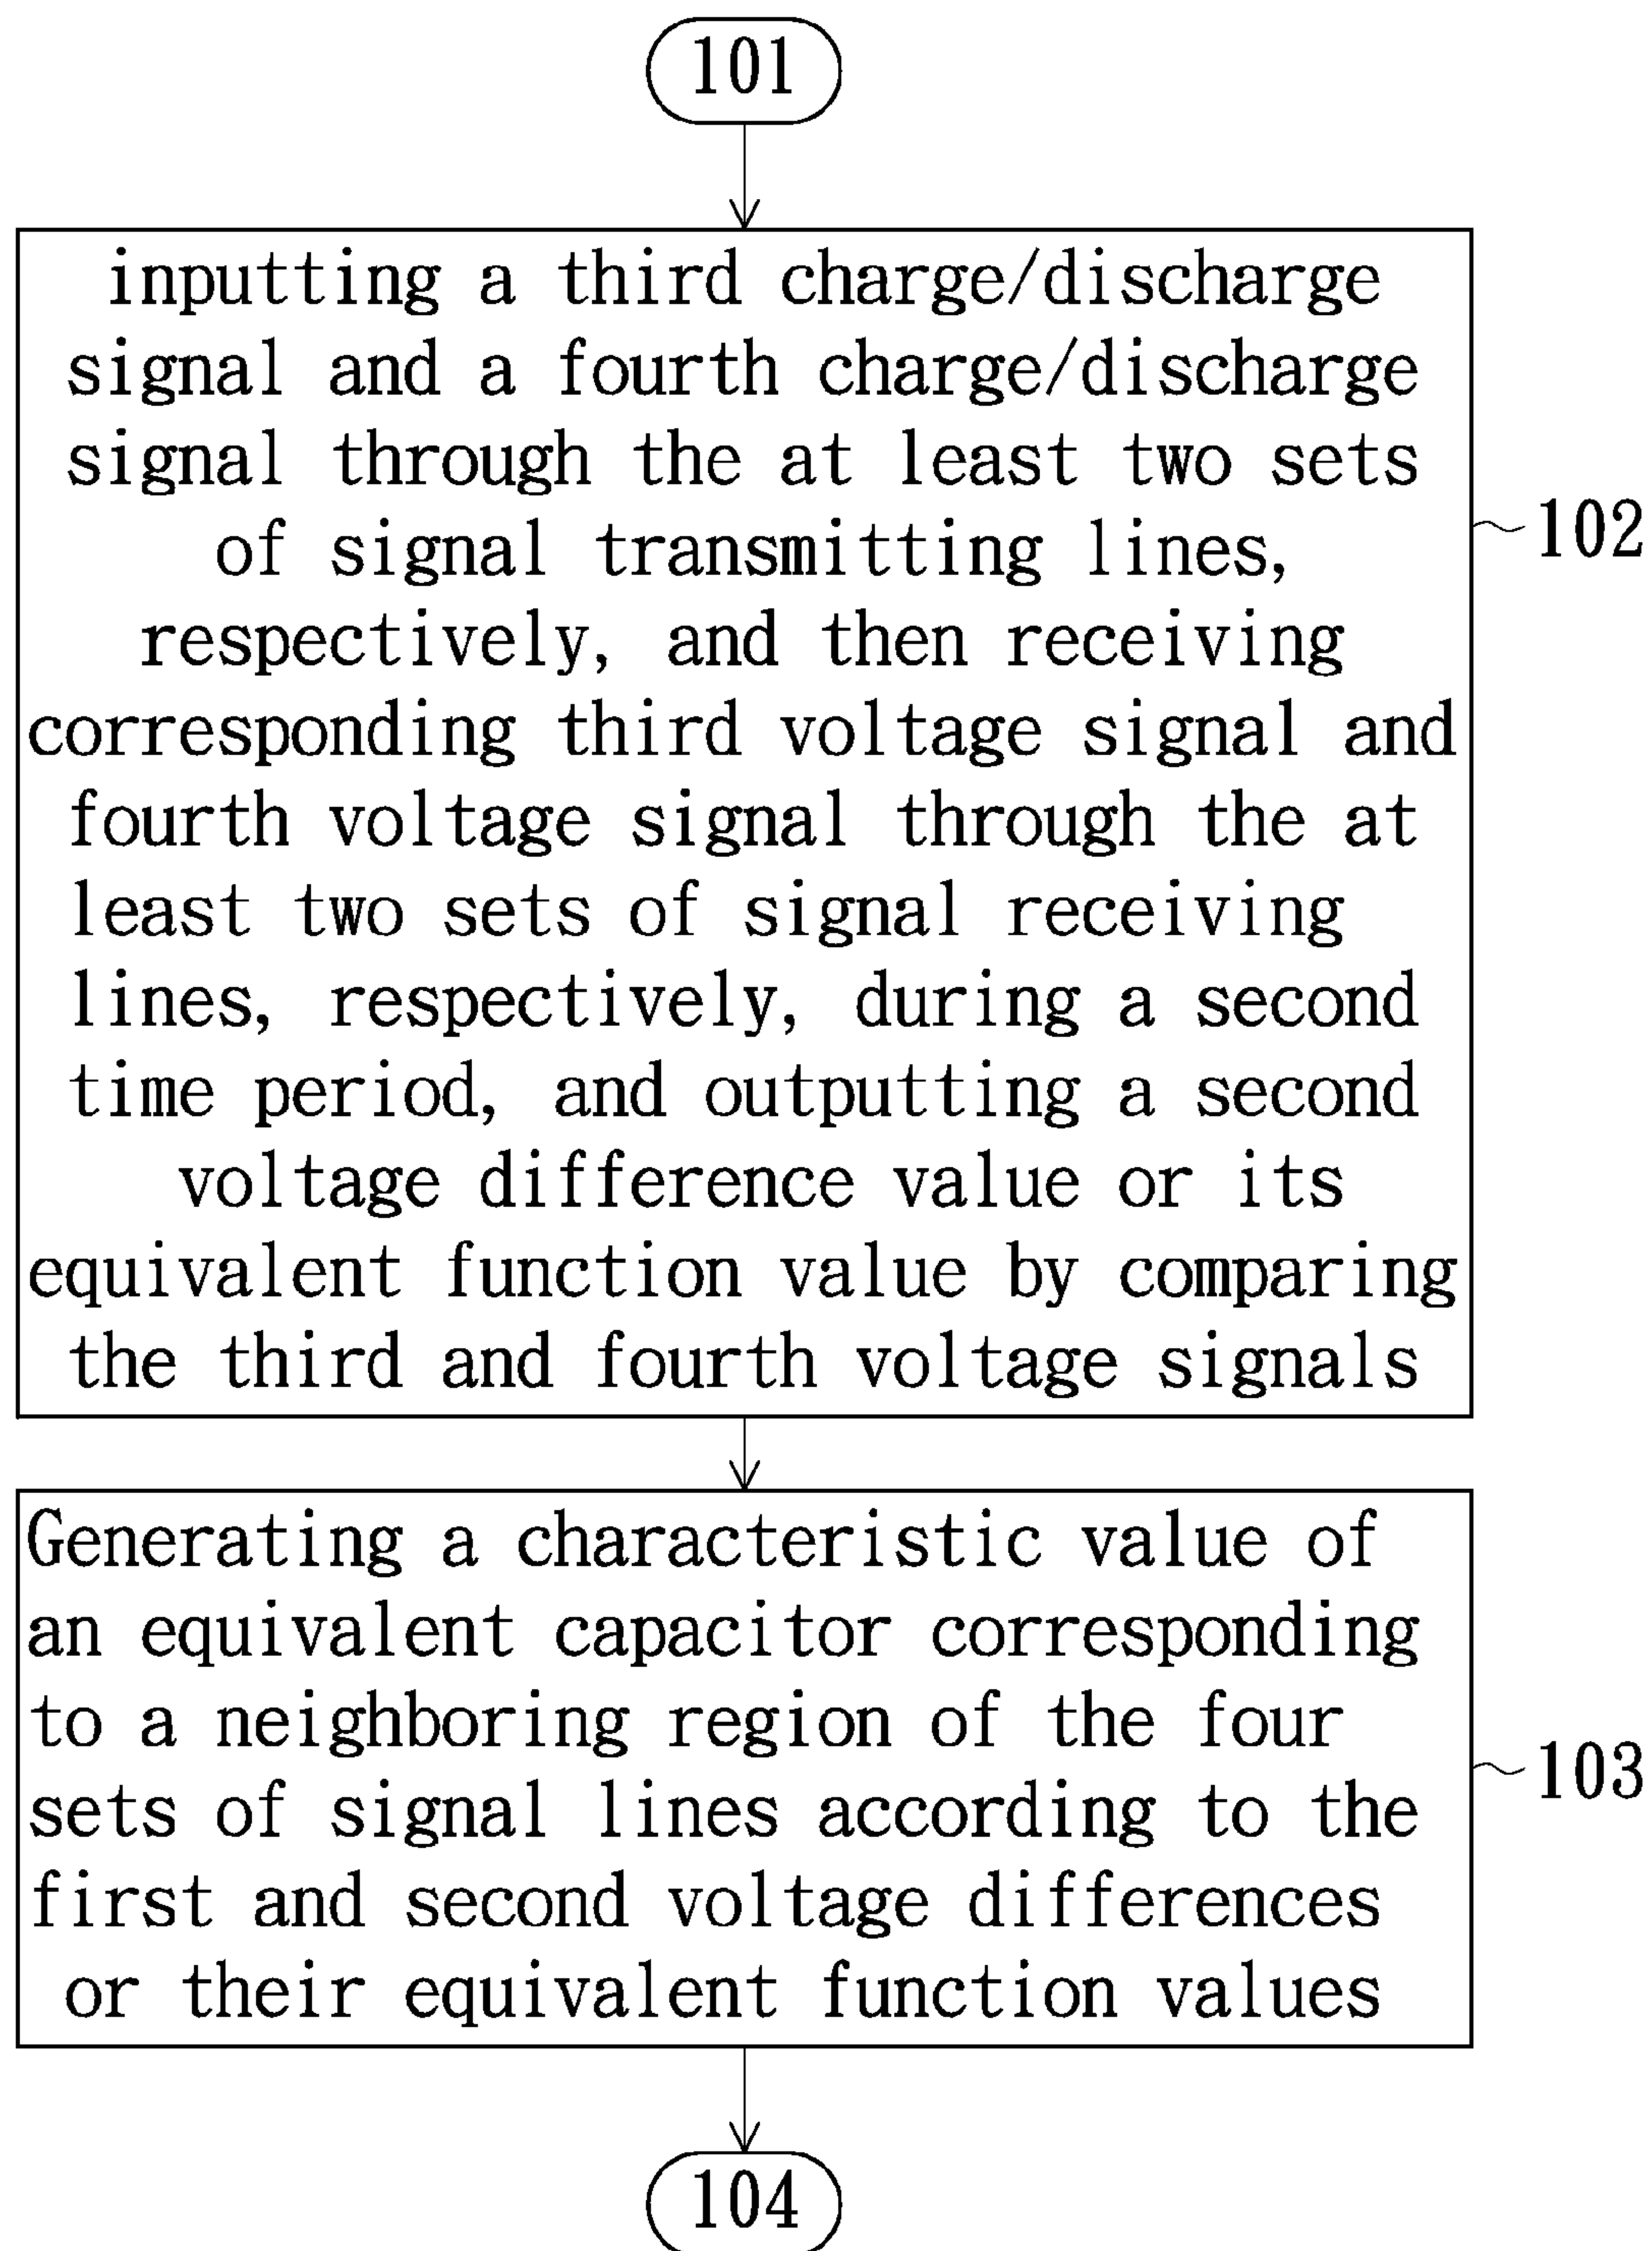 101
inputting a third charge/discharge
signal and a fourth charge/discharge
signal through the at least two sets
of signal transmitting lines,
respectively, and then receiving
corresponding third voltage signal and
fourth voltage signal through the at
least two sets of signal receiving
lines, respectively, during a second
time period, and outputting a second
voltage difference value or its
equivalent function value by comparing
the third and fourth voltage signals
102
Generating a characteristic value of
an equivalent capacitor corresponding
to a neighboring region of the four
sets of signal lines according to the
first and second voltage differences
or their equivalent function values
103
104